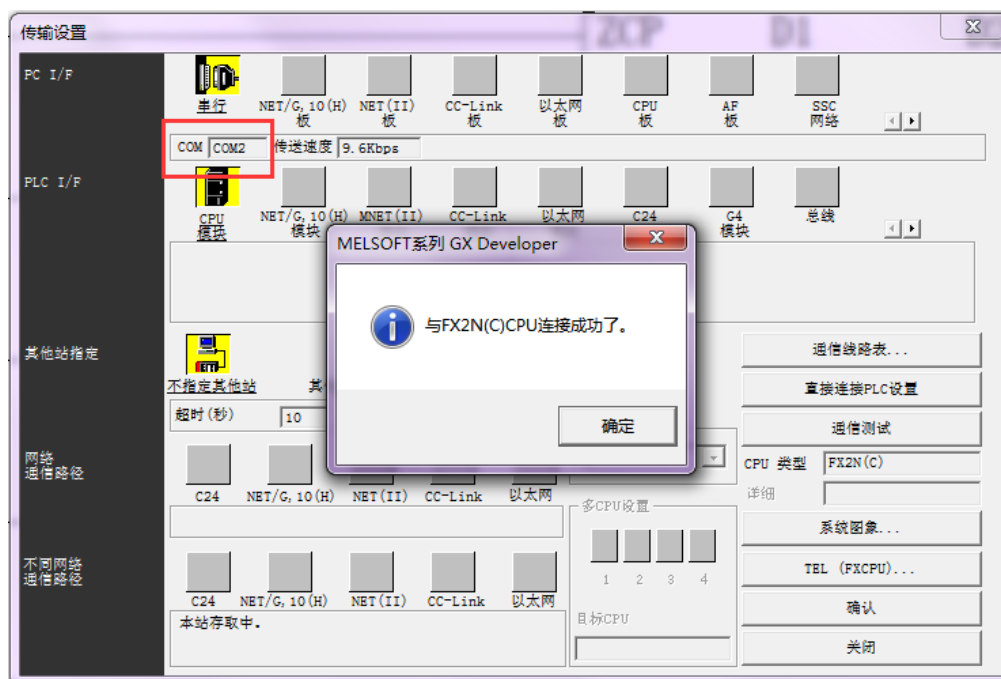 传输设置
ZCP D1
PC I/F
串行
NET/G,10(H)
板
NET(II)
板
CC-Link
板
以太网
板
CPU
板
AF
板
SSC
网络
COM COM2 传送速度 9.6Kbps
PLC I/F
CPU
模块
NET/G,10(H)
模块
MNET(II)
CC-Link
以太网
C24
G4
模块
总线
MELSOFT系列 GX Developer
与FX2N(C)CPU连接成功了。
确定
其他站指定
不指定其他站
其
超时(秒) 10
通信线路表...
直接连接PLC设置
通信测试
CPU 类型 FX2N(C)
详细
系统图象...
TEL (FXCPU)...
确认
关闭
网络
通信路径
C24
NET/G,10(H)
NET(II)
CC-Link
以太网
多CPU设置
1 2 3 4
目标CPU
不同网络
通信路径
C24
NET/G,10(H)
NET(II)
CC-Link
以太网
本站存取中.